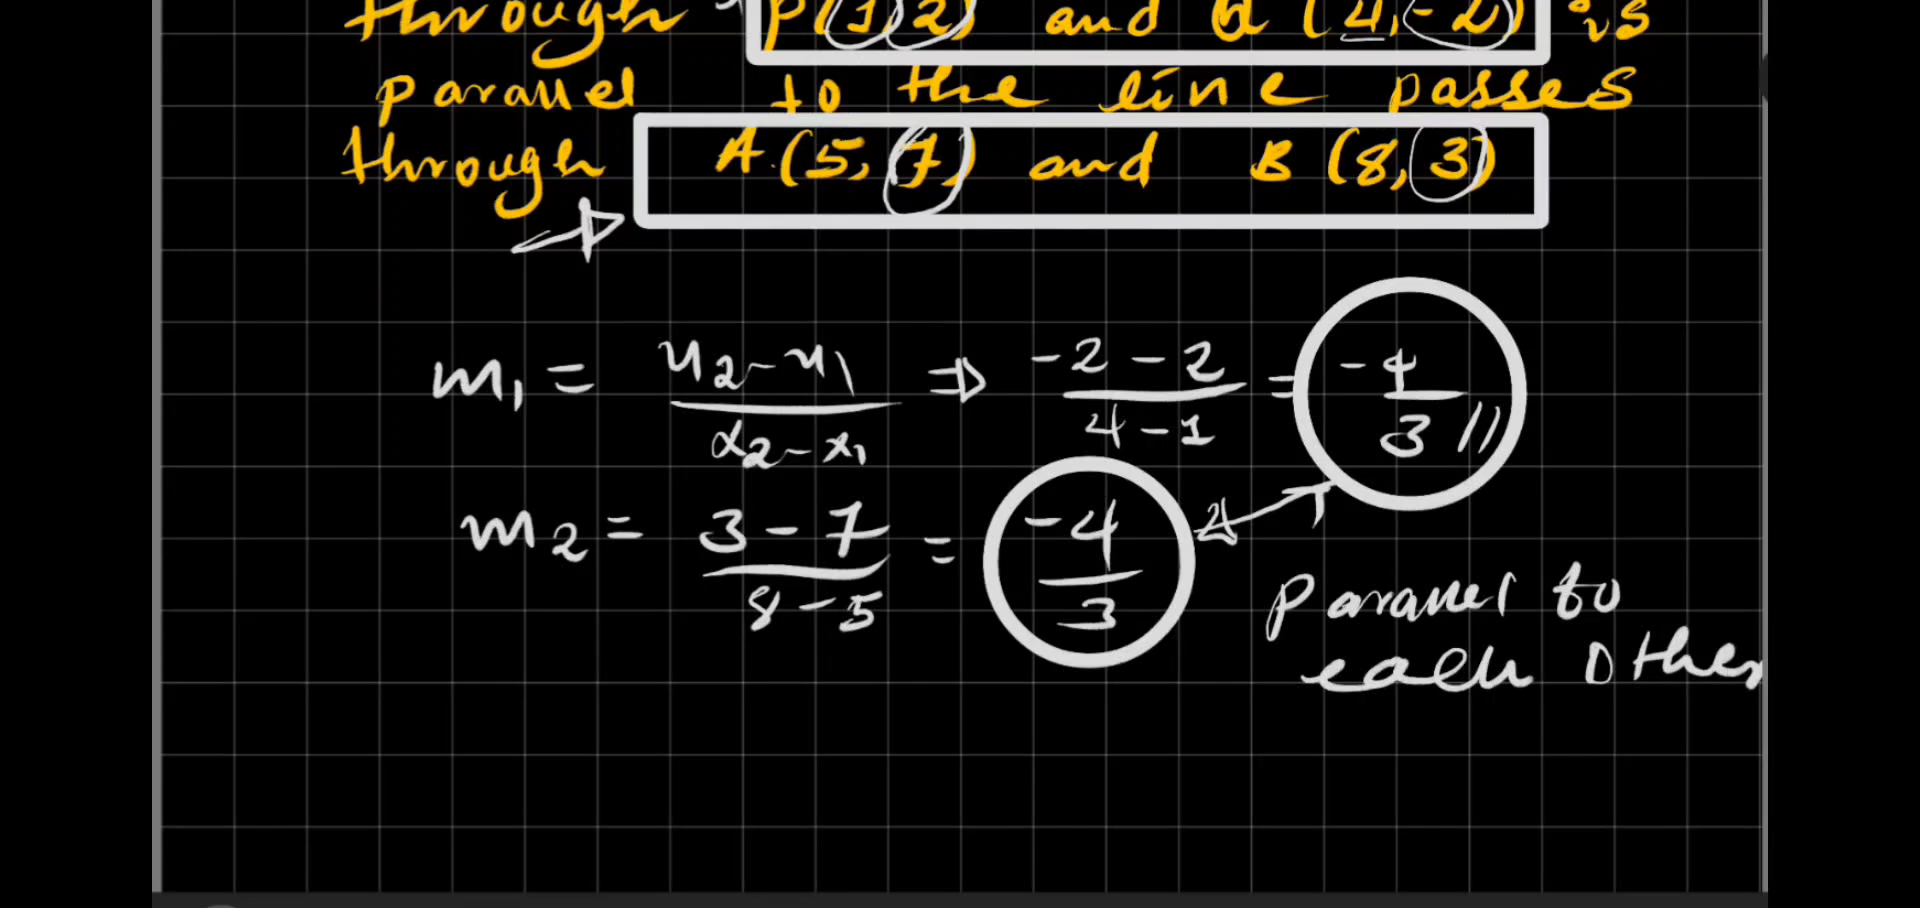 through P(1, 2) and Q (4, -2) is
parallel to the line passes
through A.(5, 7) and B (8, 3)
m₁ = y₂-y₁ / x₂-x₁ ⇒ -2 - 2 / 4 - 1 = -4 / 3 //
m₂ = 3 - 7 / 8 - 5 = -4 / 3
Parallel to
each other